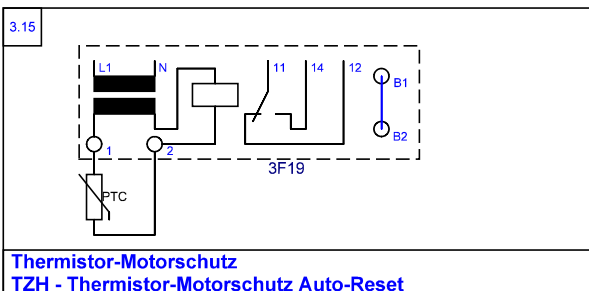 3.15
L1 N 11 14 12
B1
B2
1 2
3F19
PTC
Thermistor-Motorschutz
TZH - Thermistor-Motorschutz Auto-Reset